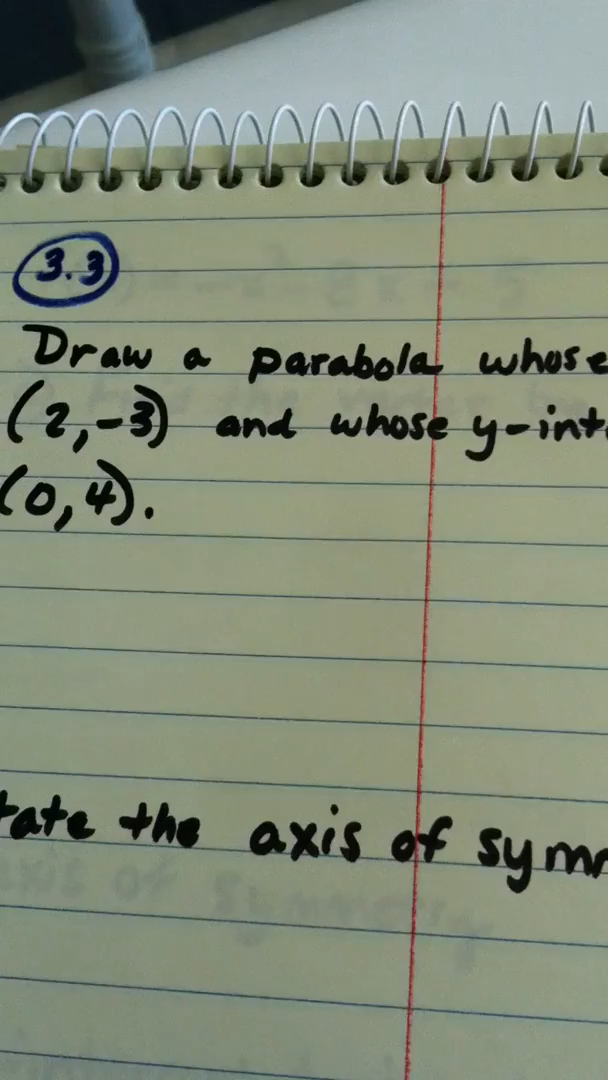 3.3
Draw a parabola whose
(2,-3) and whose y-int
(0,4).
tate the axis of sym